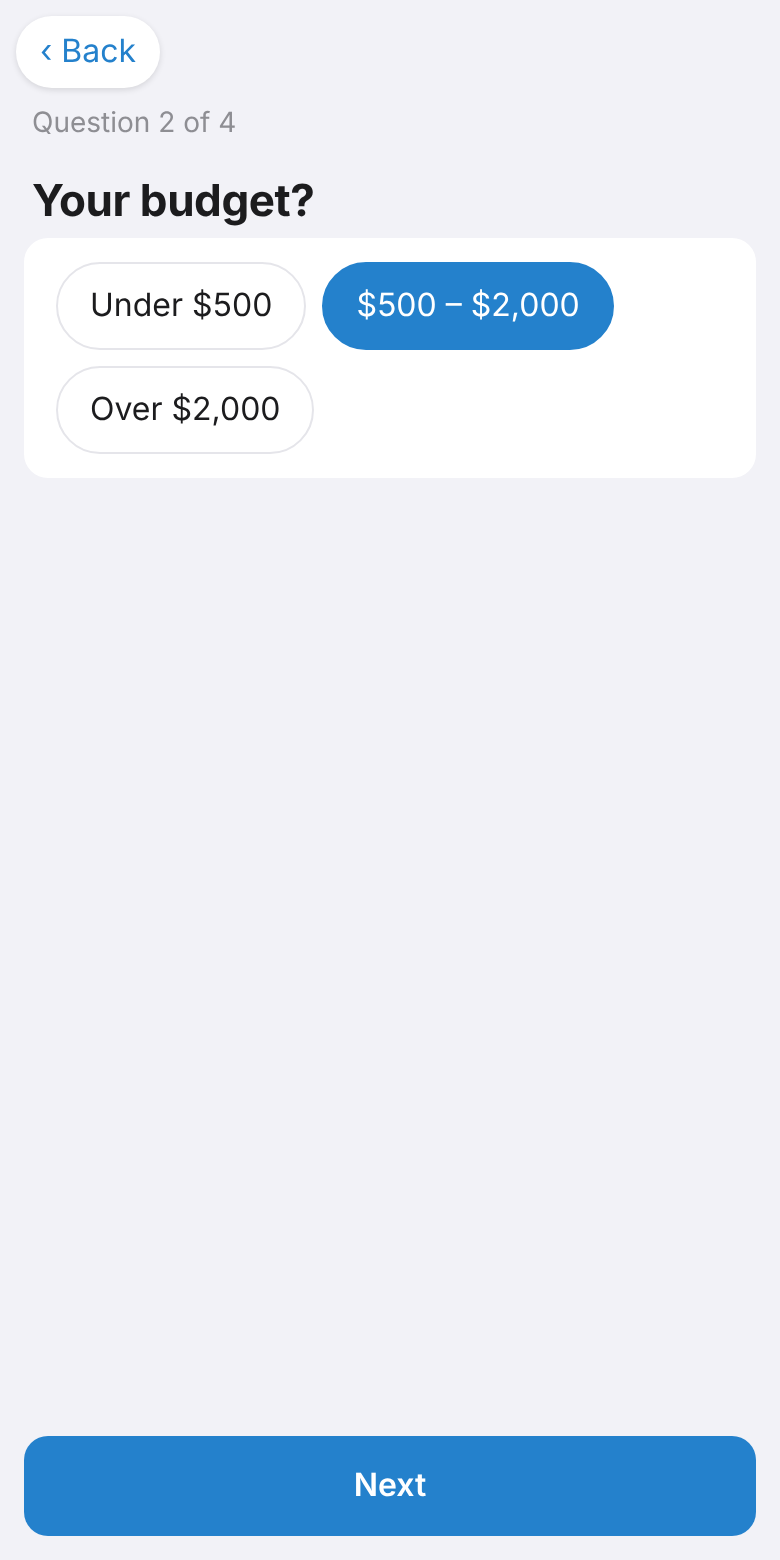 ‹ Back
Question 2 of 4
Your budget?
Under $500
$500 – $2,000
Over $2,000
Next